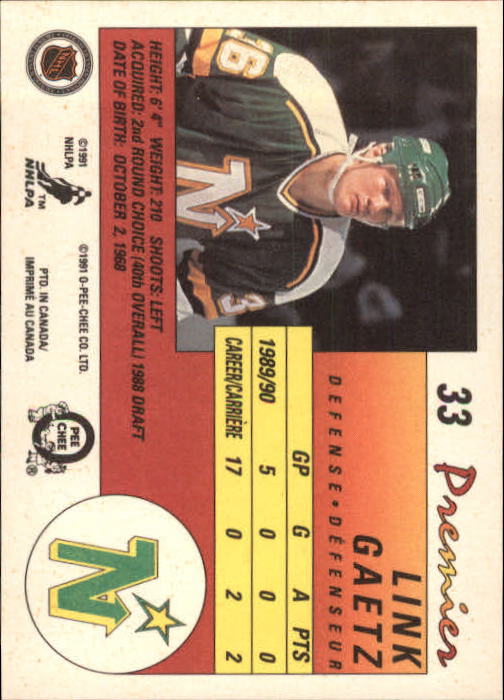 33 Premier
LINK
GAETZ
DEFENSE • DÉFENSEUR
GP G A PTS
1989/90 5 0 0 0
CAREER/CARRIÈRE 17 0 2 2
HEIGHT: 6' 4" WEIGHT: 210 SHOOTS: LEFT
ACQUIRED: 2nd ROUND CHOICE (40th OVERALL) 1988 DRAFT
DATE OF BIRTH: OCTOBER 2, 1968
NHL
©1991
NHLPA
™
NHLPA
©1991 O-PEE-CHEE CO. LTD.
PTD. IN CANADA/
IMPRIMÉ AU CANADA
O
PEE
CHEE
®
N
N
3
6